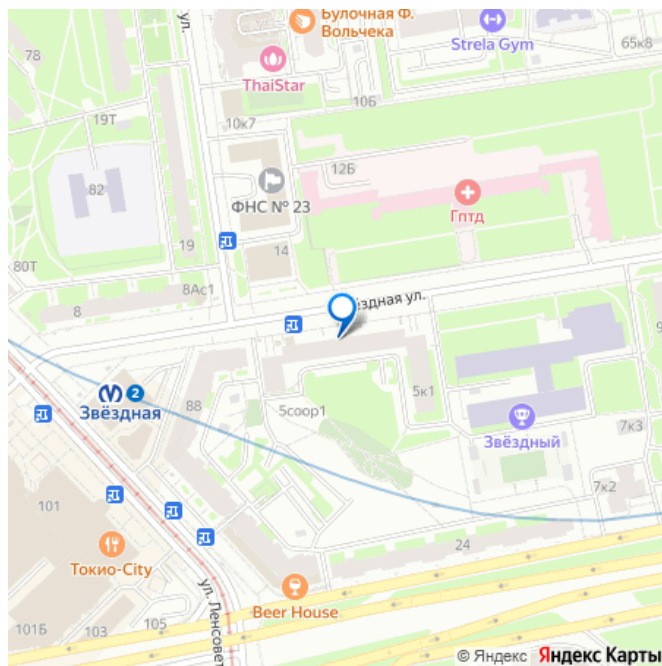 Булочная Ф.
Вольчека
ул.
Strela Gym
65к8
78
ThaiStar
10Б
19Т
10к7
12Б
82
ФНС № 23
Гптд
19
14
80Т
8Ас1
ёздная ул.
8
2
Звёздная
88
5соор1
5к1
Звёздный
7к3
7к2
101
24
Токио-City
ул. Ленсовет
Beer House
101Б
103
105
© Яндекс Яндекс Карты